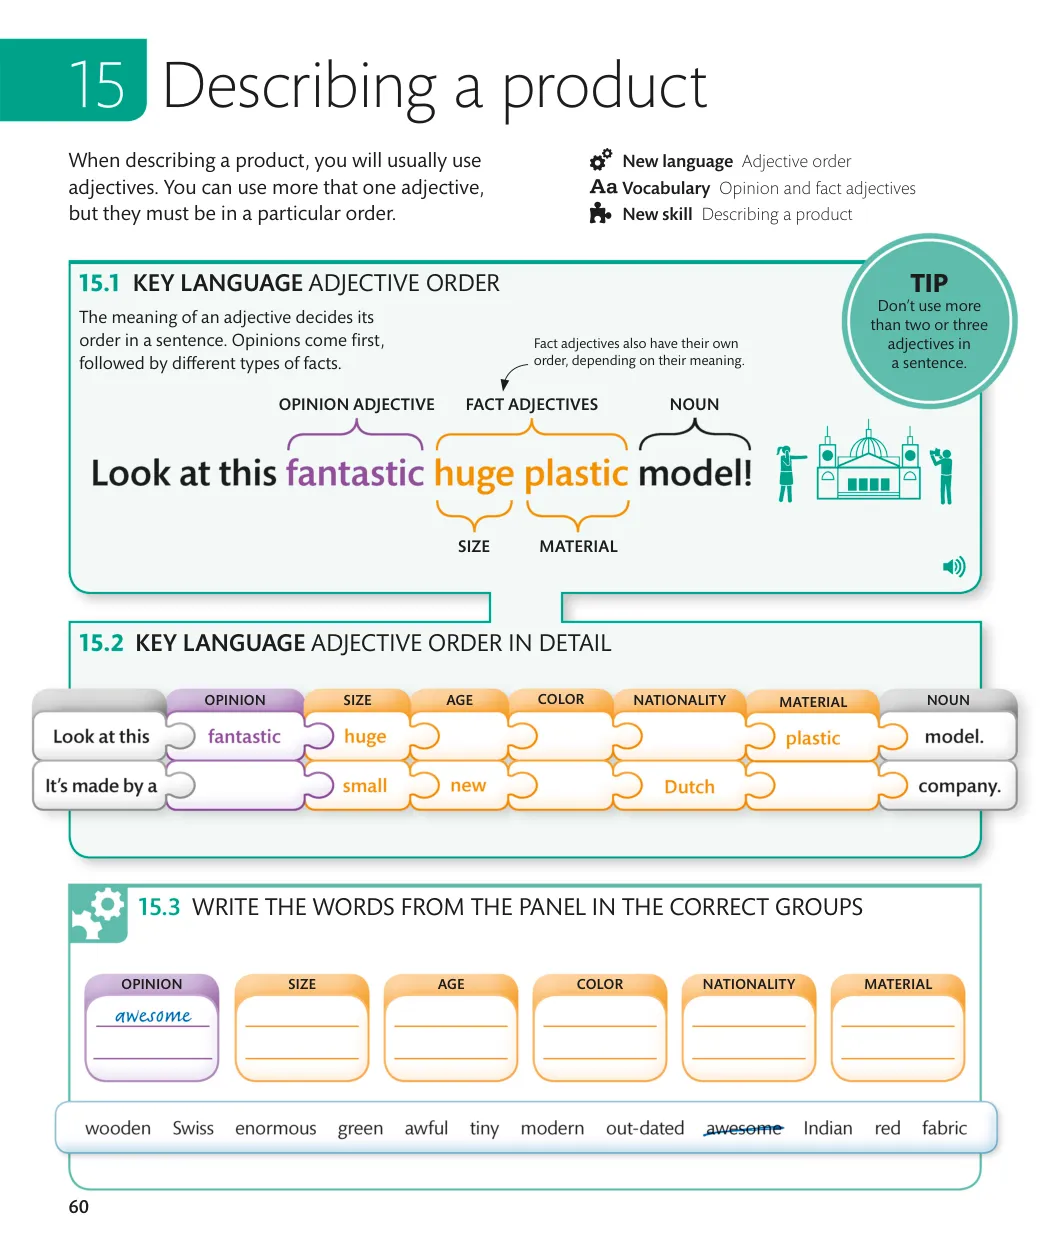 15 Describing a product
When describing a product, you will usually use
adjectives. You can use more that one adjective,
but they must be in a particular order.
New language Adjective order
Aa Vocabulary Opinion and fact adjectives
New skill Describing a product
15.1 KEY LANGUAGE ADJECTIVE ORDER
The meaning of an adjective decides its
order in a sentence. Opinions come first,
followed by different types of facts.
TIP
Don't use more
than two or three
adjectives in
a sentence.
Fact adjectives also have their own
order, depending on their meaning.
OPINION ADJECTIVE FACT ADJECTIVES NOUN
Look at this fantastic huge plastic model!
SIZE MATERIAL
15.2 KEY LANGUAGE ADJECTIVE ORDER IN DETAIL
OPINION SIZE AGE COLOR NATIONALITY MATERIAL NOUN
Look at this fantastic huge plastic model.
It's made by a small new Dutch company.
15.3 WRITE THE WORDS FROM THE PANEL IN THE CORRECT GROUPS
OPINION SIZE AGE COLOR NATIONALITY MATERIAL
awesome
wooden Swiss enormous green awful tiny modern out-dated awesome Indian red fabric
60